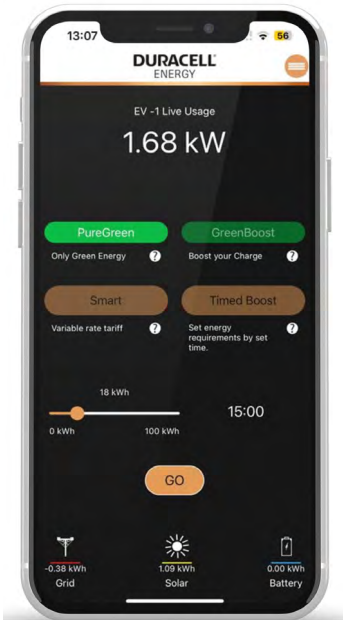 13:07
56
DURACELL
ENERGY
EV -1 Live Usage
1.68 kW
PureGreen
GreenBoost
Only Green Energy ?
Boost your Charge ?
Smart
Timed Boost
Variable rate tariff ?
Set energy ?
requirements by set
time.
18 kWh
15:00
0 kWh
100 kWh
GO
-0.38 kWh
1.09 kWh
0.00 kWh
Grid
Solar
Battery